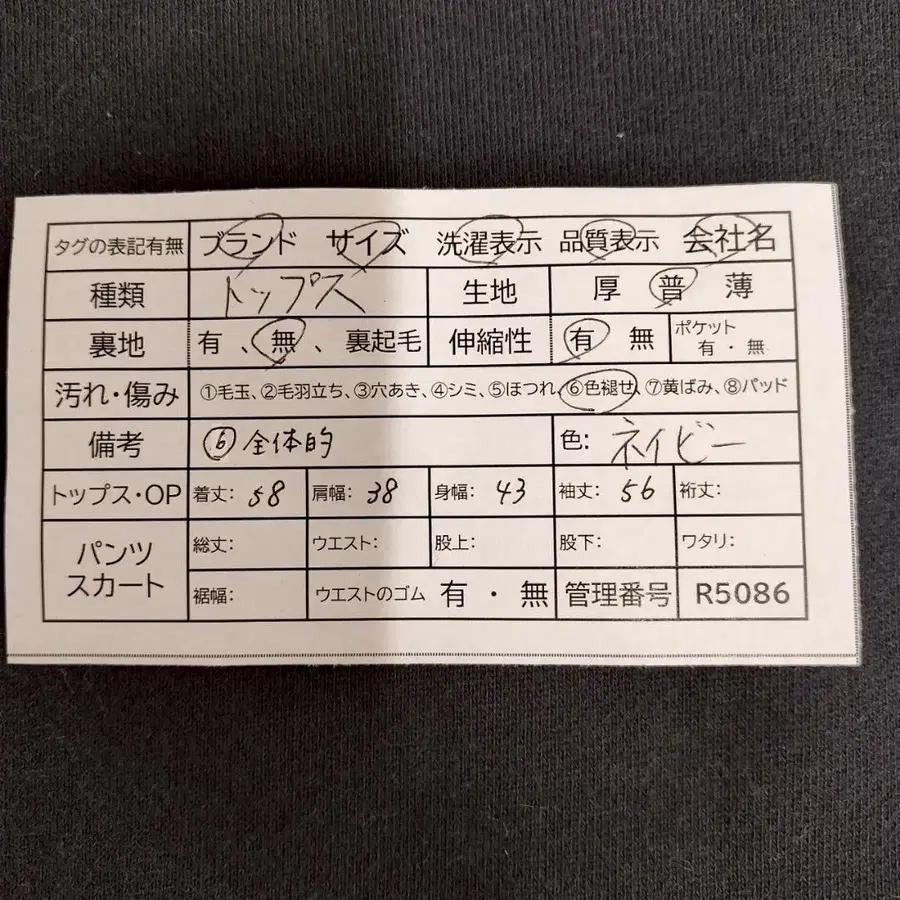 タグの表記有無 ブランド サイズ 洗濯表示 品質表示 会社名
種類 トップス 生地 厚 普 薄
裏地 有、無、裏起毛 伸縮性 有 無 ポケット 有・無
汚れ・傷み ①毛玉、②毛羽立ち、③穴あき、④シミ、⑤ほつれ、⑥色褪せ、⑦黄ばみ、⑧パッド
備考 ⑥全体的 色: ネイビー
トップス・OP 着丈: 58 肩幅: 38 身幅: 43 袖丈: 56 裄丈:
パンツ スカート 総丈: ウエスト: 股上: 股下: ワタリ:
裾幅: ウエストのゴム 有・無 管理番号 R5086